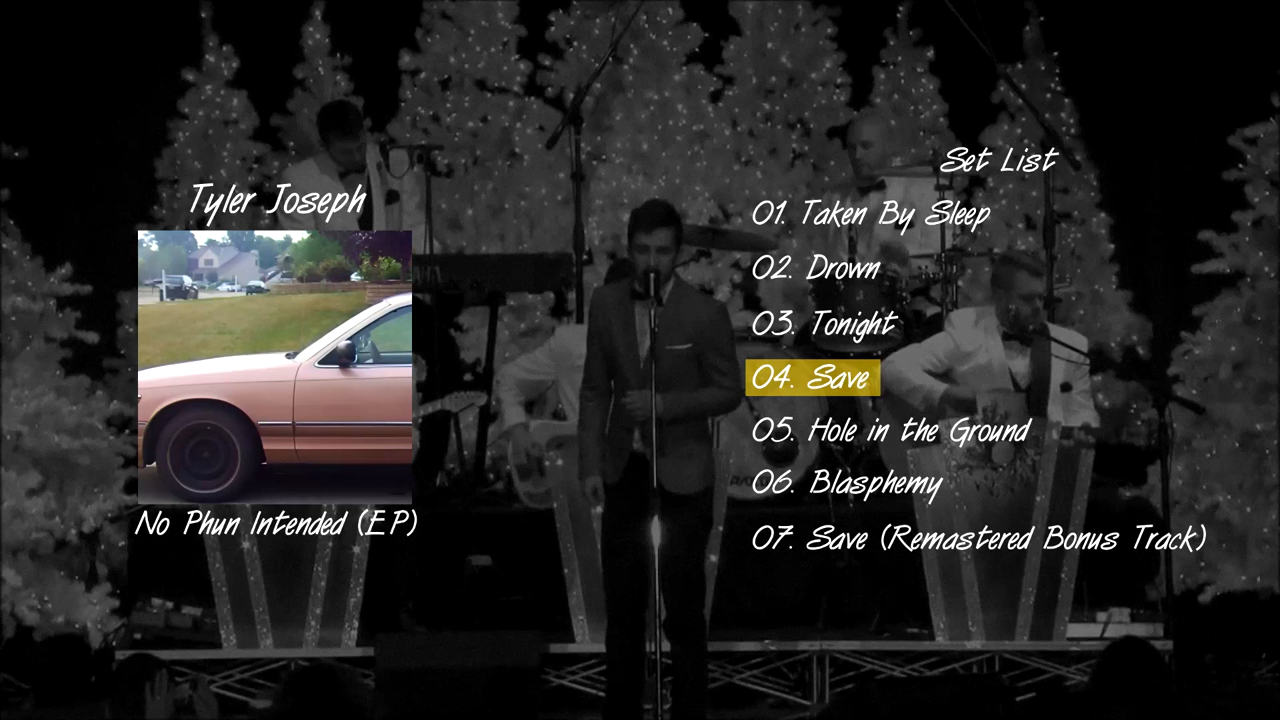 Tyler Joseph
No Phun Intended (EP)
Set List
01. Taken By Sleep
02. Drown
03. Tonight
04. Save
05. Hole in the Ground
06. Blasphemy
07. Save (Remastered Bonus Track)